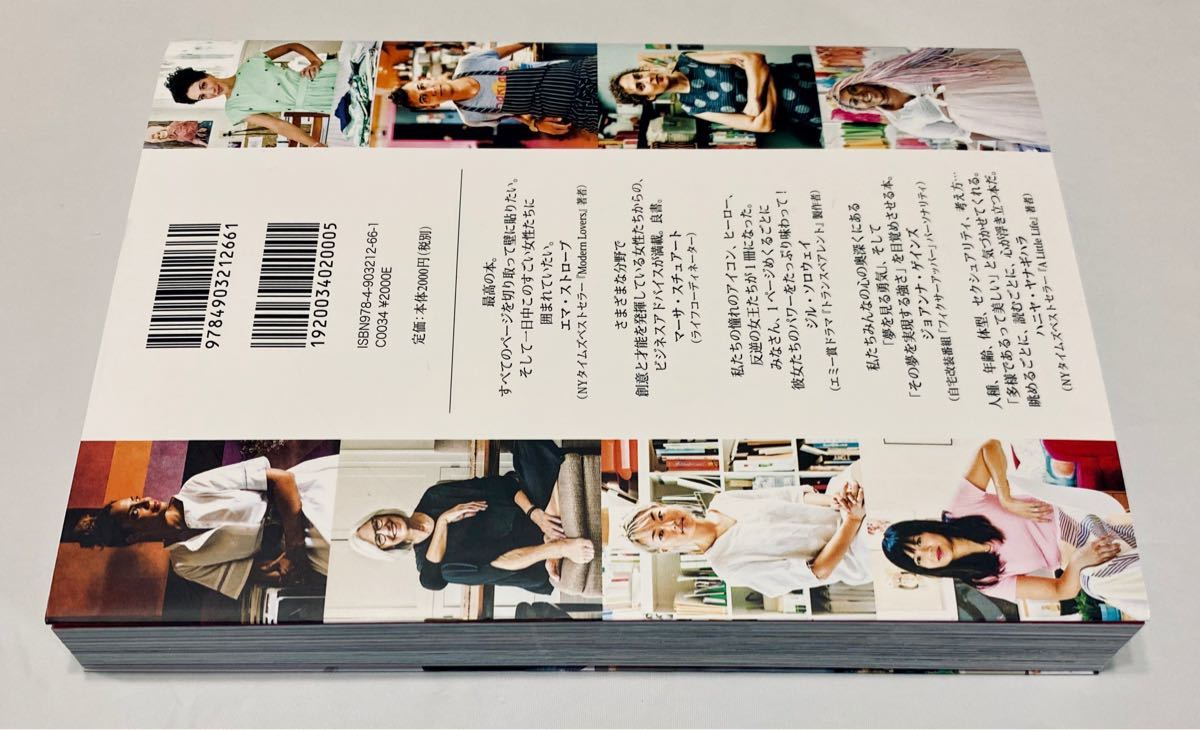 9784903212661
1920034020005
ISBN978-4-903212-66-1
C0034 ¥2000E
定価：本体2000円（税別）
最高の本。
すべてのページを切り取って壁に貼りたい。
そして一日中このすごい女性たちに
囲まれていたい。
エマ・ストローブ
（NYタイムズベストセラー『Modern Lovers』著者）
さまざまな分野で
創意と才能を発揮している女性たちからの、
ビジネスアドバイスが満載。良書。
マーサ・スチュアート
（ライフコーディネーター）
私たちの憧れのアイコン、ヒーロー、
反逆の女王たちが1冊になった。
みなさん、1ページめくるごとに
彼女たちのパワーをたっぷり味わって！
ジル・ソロウェイ
（エミー賞ドラマ『トランスペアレント』製作者）
私たちみんなの心の奥深くにある
「夢を見る勇気」、そして
「その夢を実現する強さ」を目覚めさせる本。
ジョアンナ・ゲインズ
（自宅改装番組「フィクサーアッパー」パーソナリティ）
人種、年齢、体型、セクシュアリティ、考え方…
「多様であるって美しい」と気づかせてくれる。
眺めるごとに、読むごとに、心が浮き立つ本だ。
ハニヤ・ヤナギハラ
（NYタイムズベストセラー『A Little Life』著者）